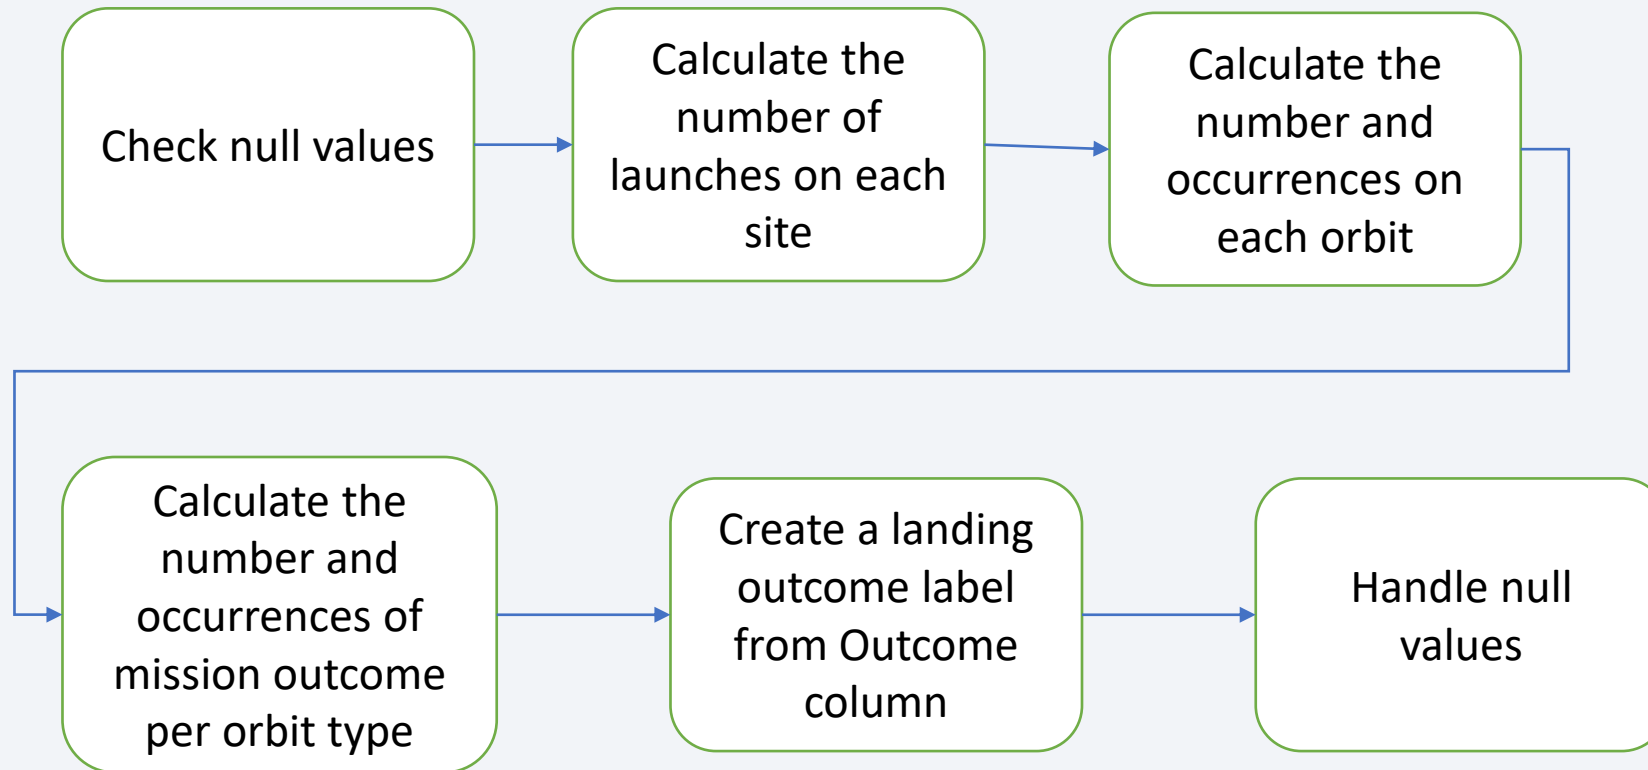 Check null values
Calculate the
number of
launches on each
site
Calculate the
number and
occurrences on
each orbit
Calculate the
number and
occurrences of
mission outcome
per orbit type
Create a landing
outcome label
from Outcome
column
Handle null
values